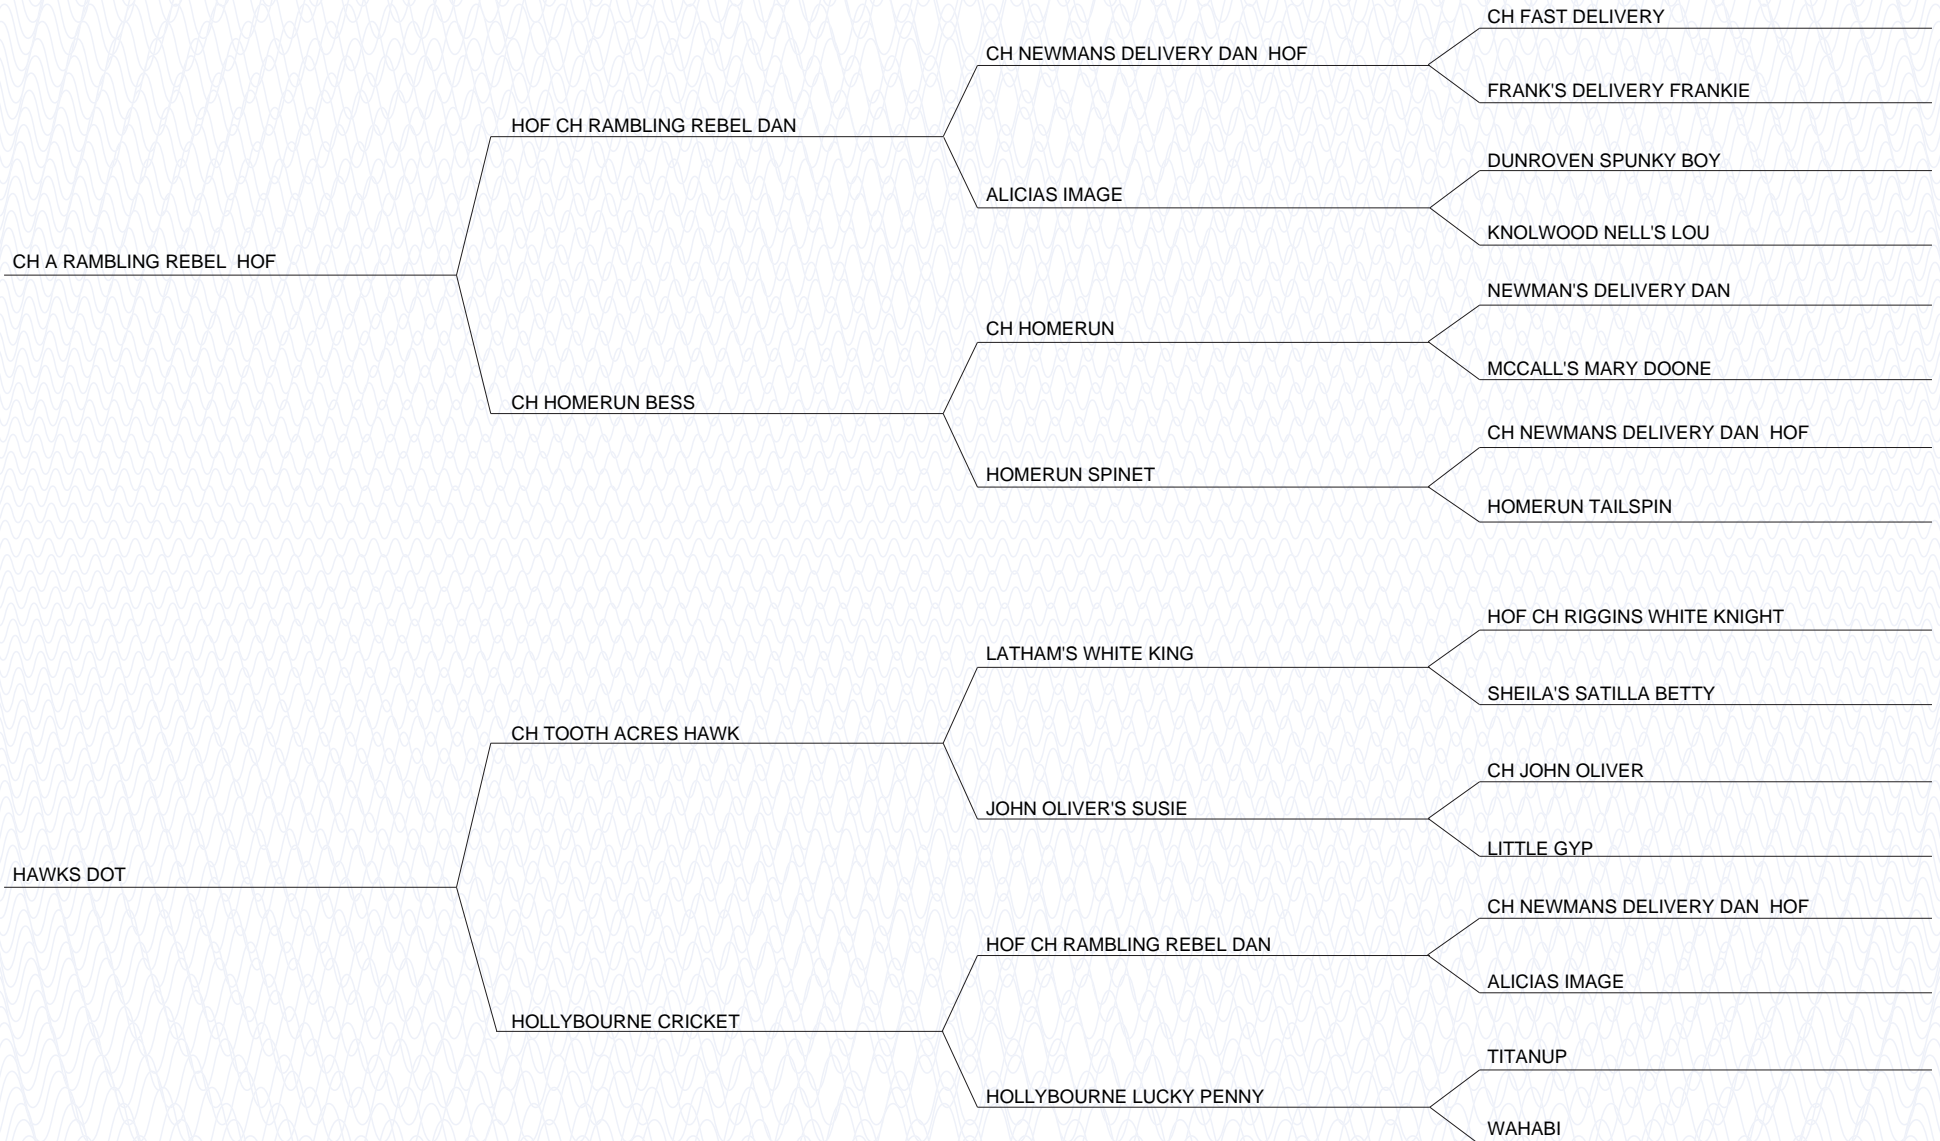 CH FAST DELIVERY
CH NEWMANS DELIVERY DAN  HOF
FRANK'S DELIVERY FRANKIE
HOF CH RAMBLING REBEL DAN
DUNROVEN SPUNKY BOY
ALICIAS IMAGE
KNOLWOOD NELL'S LOU
CH A RAMBLING REBEL  HOF
NEWMAN'S DELIVERY DAN
CH HOMERUN
MCCALL'S MARY DOONE
CH HOMERUN BESS
CH NEWMANS DELIVERY DAN  HOF
HOMERUN SPINET
HOMERUN TAILSPIN
HOF CH RIGGINS WHITE KNIGHT
LATHAM'S WHITE KING
SHEILA'S SATILLA BETTY
CH TOOTH ACRES HAWK
CH JOHN OLIVER
JOHN OLIVER'S SUSIE
LITTLE GYP
HAWKS DOT
CH NEWMANS DELIVERY DAN  HOF
HOF CH RAMBLING REBEL DAN
ALICIAS IMAGE
HOLLYBOURNE CRICKET
TITANUP
HOLLYBOURNE LUCKY PENNY
WAHABI